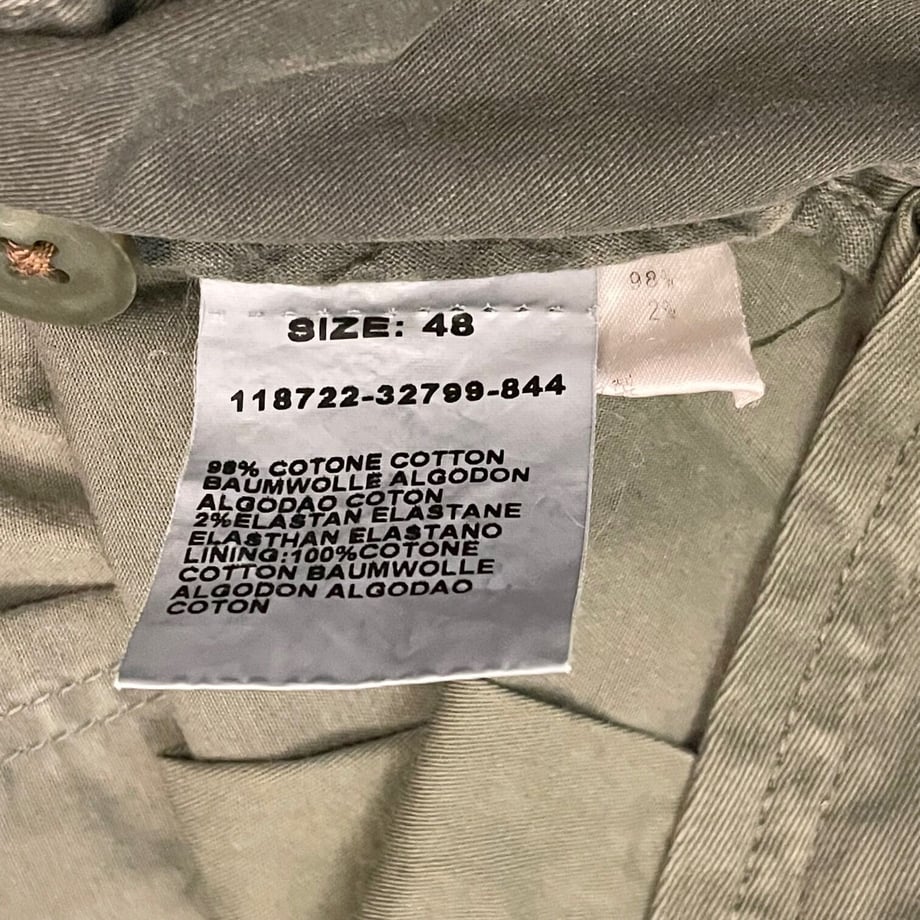 SIZE: 48
118722-32799-844
98% COTONE COTTON
BAUMWOLLE ALGODON
ALGODAO COTON
2%ELASTAN ELASTANE
ELASTHAN ELASTANO
LINING:100%COTONE
COTTON BAUMWOLLE
ALGODON ALGODAO
COTON
98%
2%